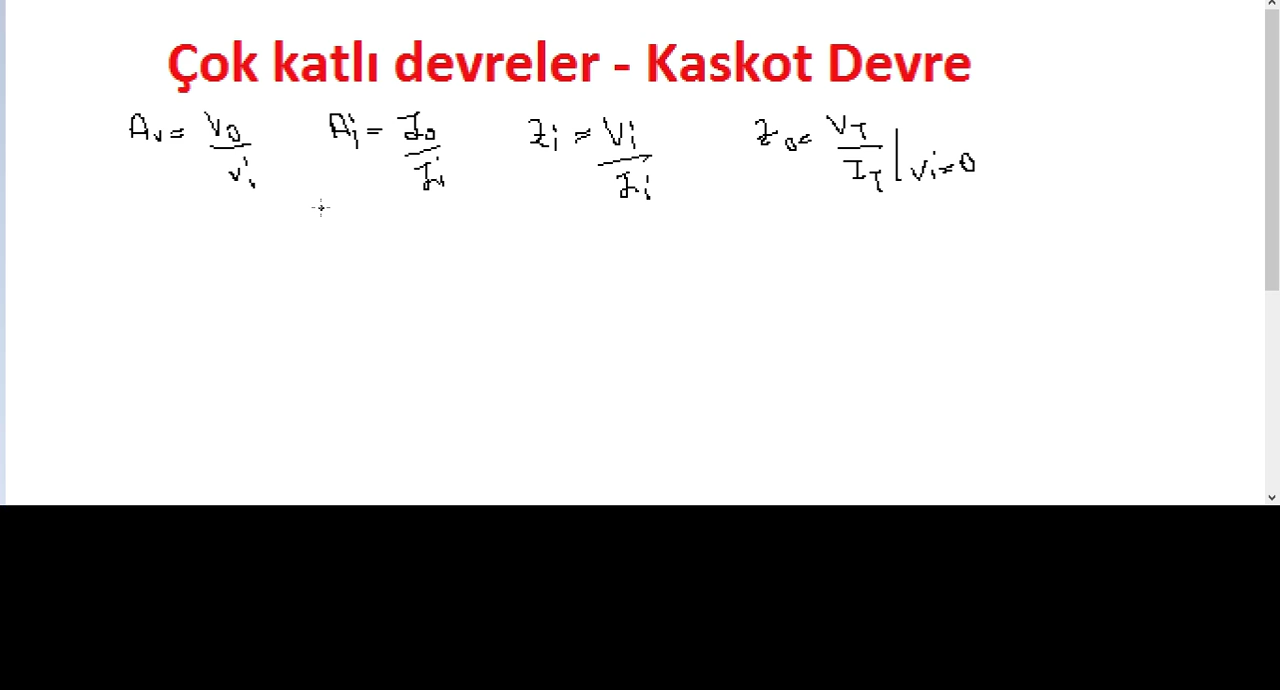 Çok katlı devreler - Kaskot Devre
Av = Vo / Vi Ai = Io / Ii Zi = Vi / Ii Zo = VT / IT | Vi=0